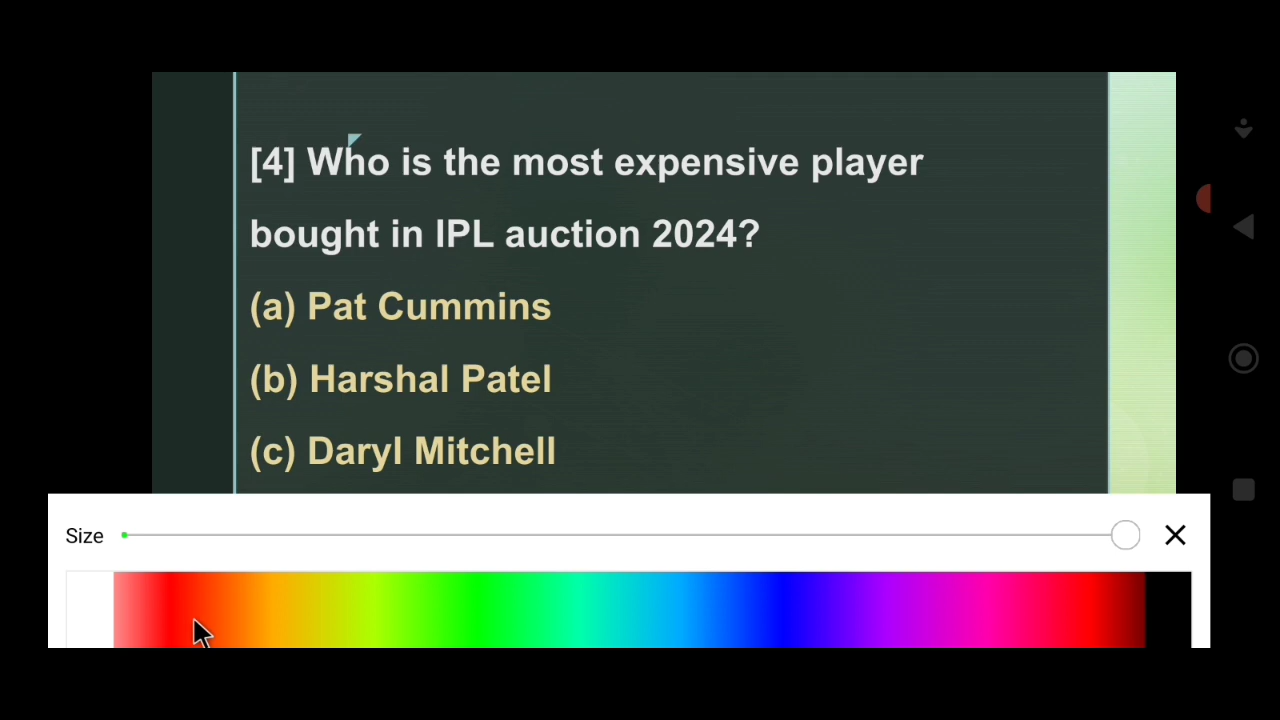 [4] Who is the most expensive player
bought in IPL auction 2024?
(a) Pat Cummins
(b) Harshal Patel
(c) Daryl Mitchell
Size